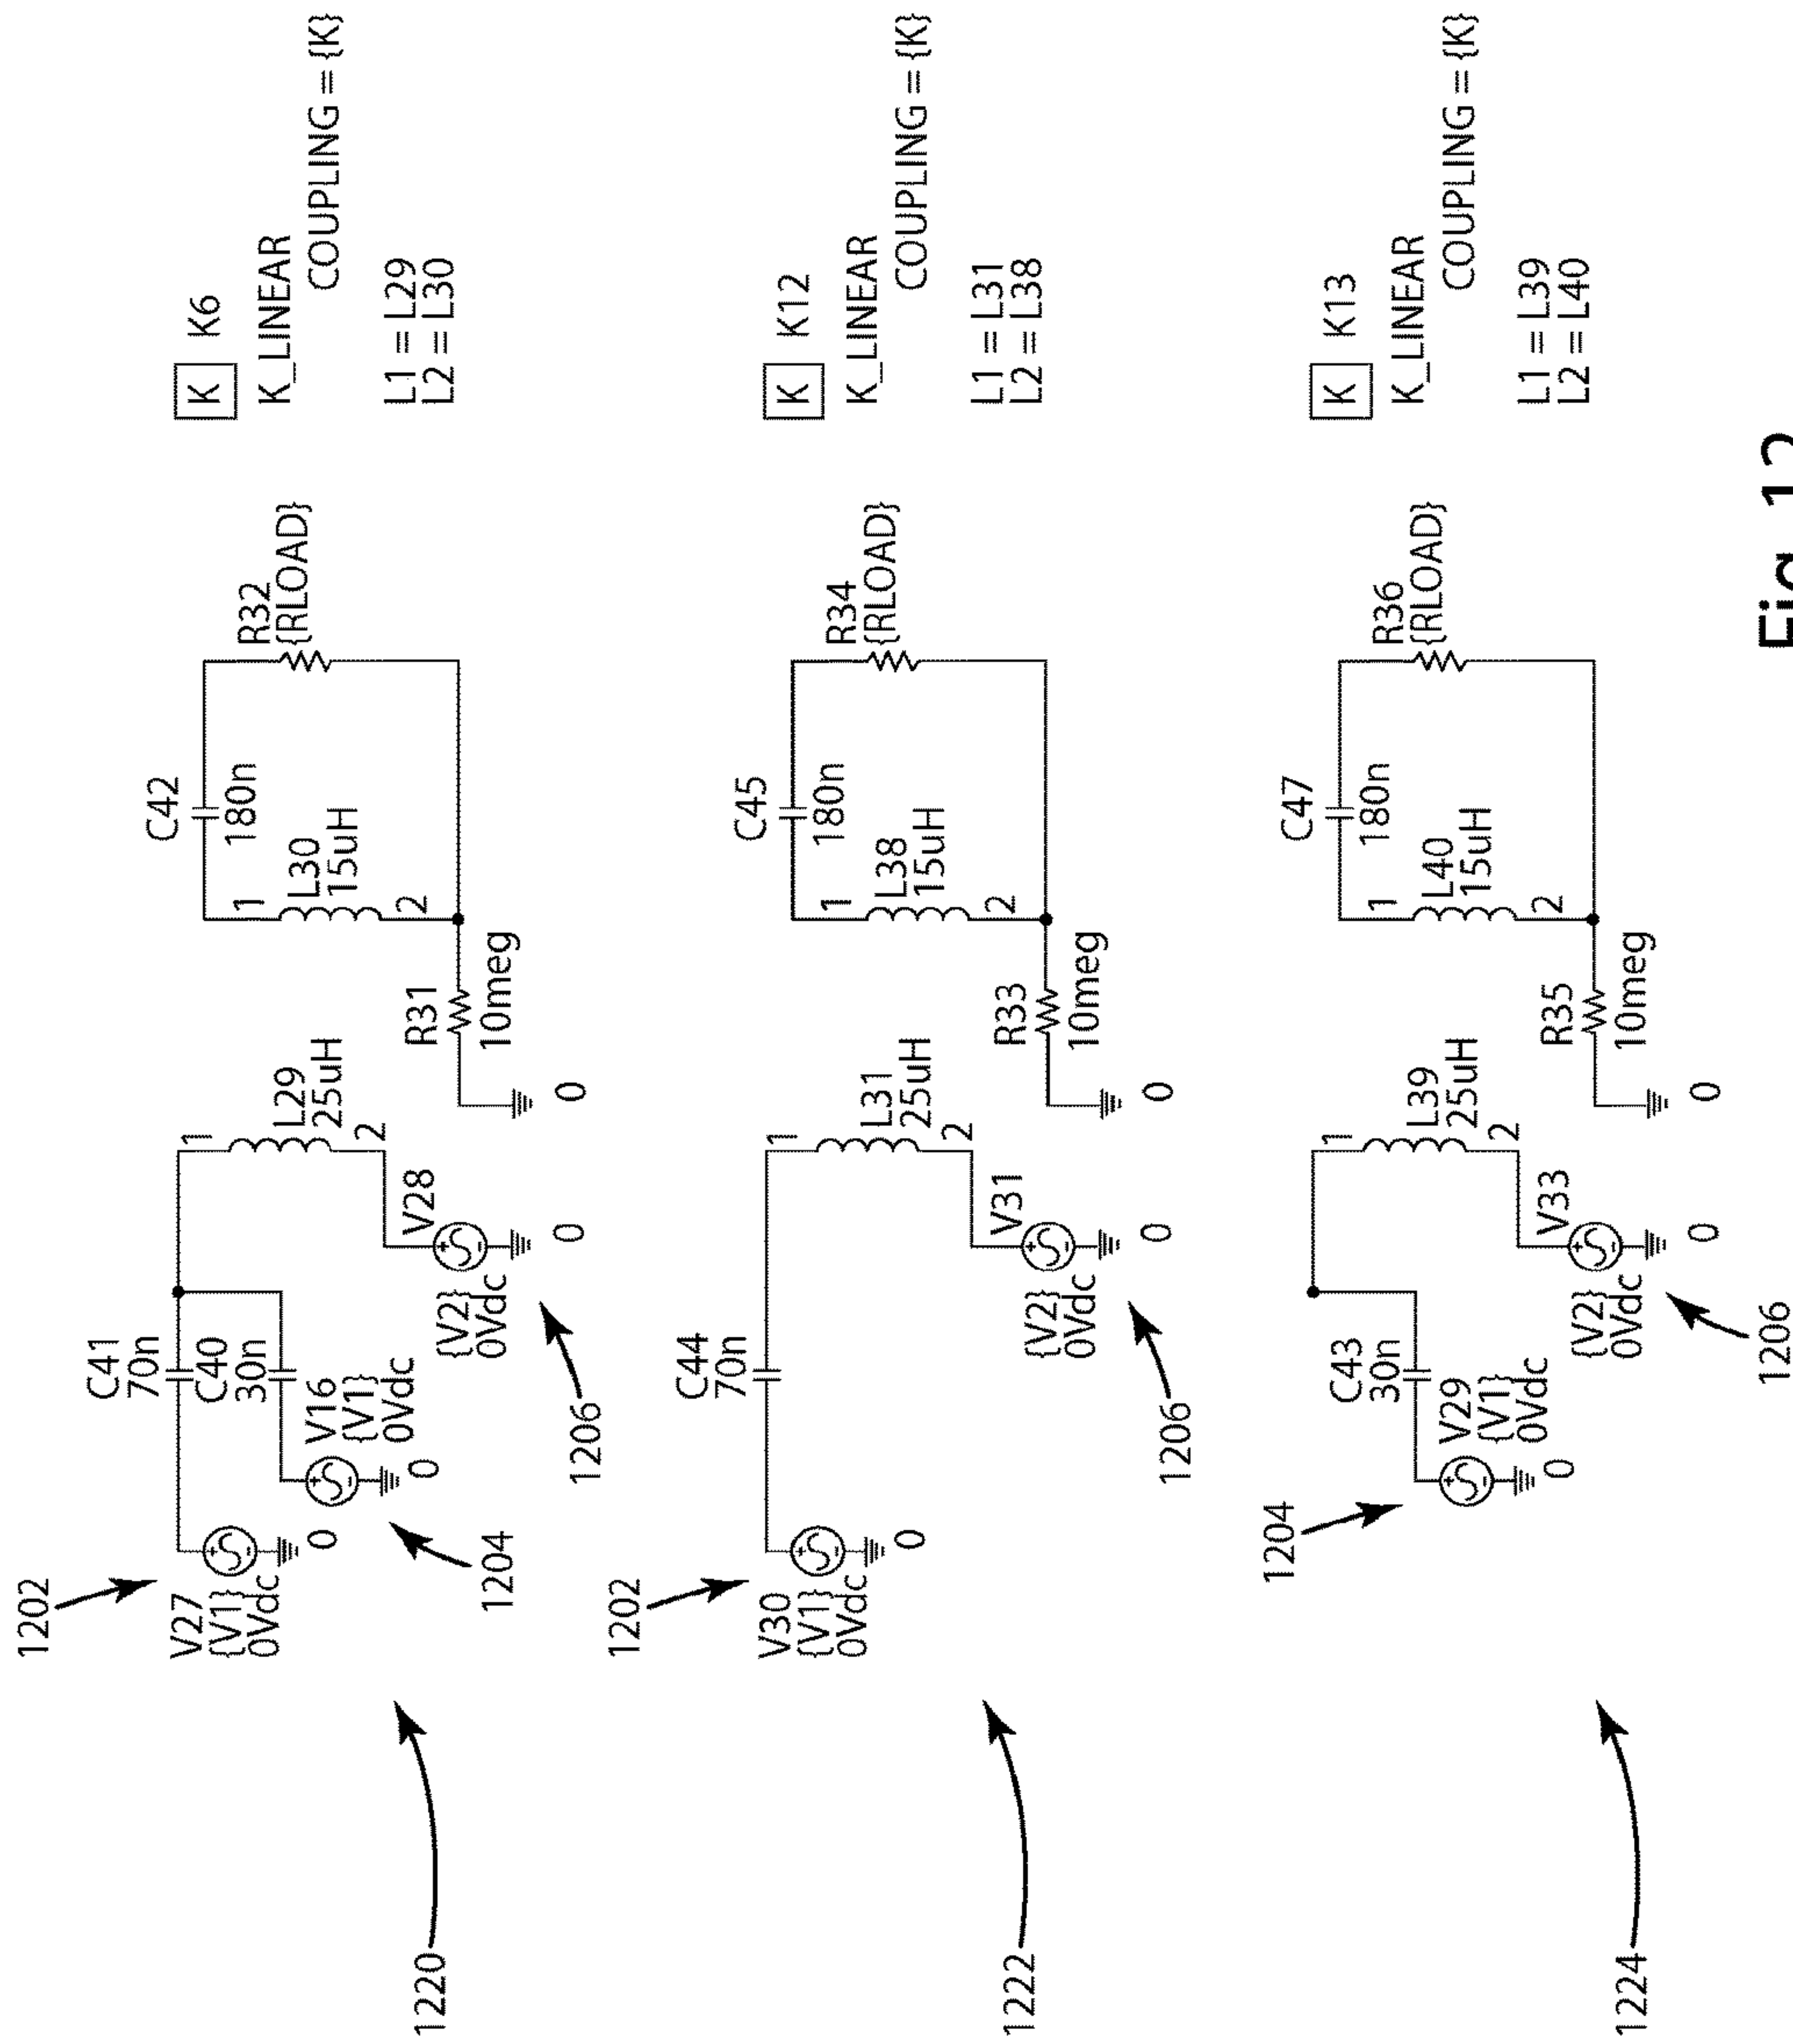 1220
1202
V27
{V1}
0Vdc
0
1204
C41
70n
C40
30n
V16
{V1}
0Vdc
0
1
L29
25uH
2
V28
{V2}
0Vdc
0
1206
C42
180n
1
L30
15uH
2
R32
{RLOAD}
R31
10meg
0
K K6
K_LINEAR
COUPLING = {K}
L1 = L29
L2 = L30
1222
1202
V30
{V1}
0Vdc
0
C44
70n
1
L31
25uH
2
V31
{V2}
0Vdc
0
1206
C45
180n
1
L38
15uH
2
R34
{RLOAD}
R33
10meg
0
K K12
K_LINEAR
COUPLING = {K}
L1 = L31
L2 = L38
1224
1204
C43
30n
V29
{V1}
0Vdc
0
1
L39
25uH
2
V33
{V2}
0Vdc
0
1206
C47
180n
1
L40
15uH
2
R36
{RLOAD}
R35
10meg
0
K K13
K_LINEAR
COUPLING = {K}
L1 = L39
L2 = L40
Fig. 12